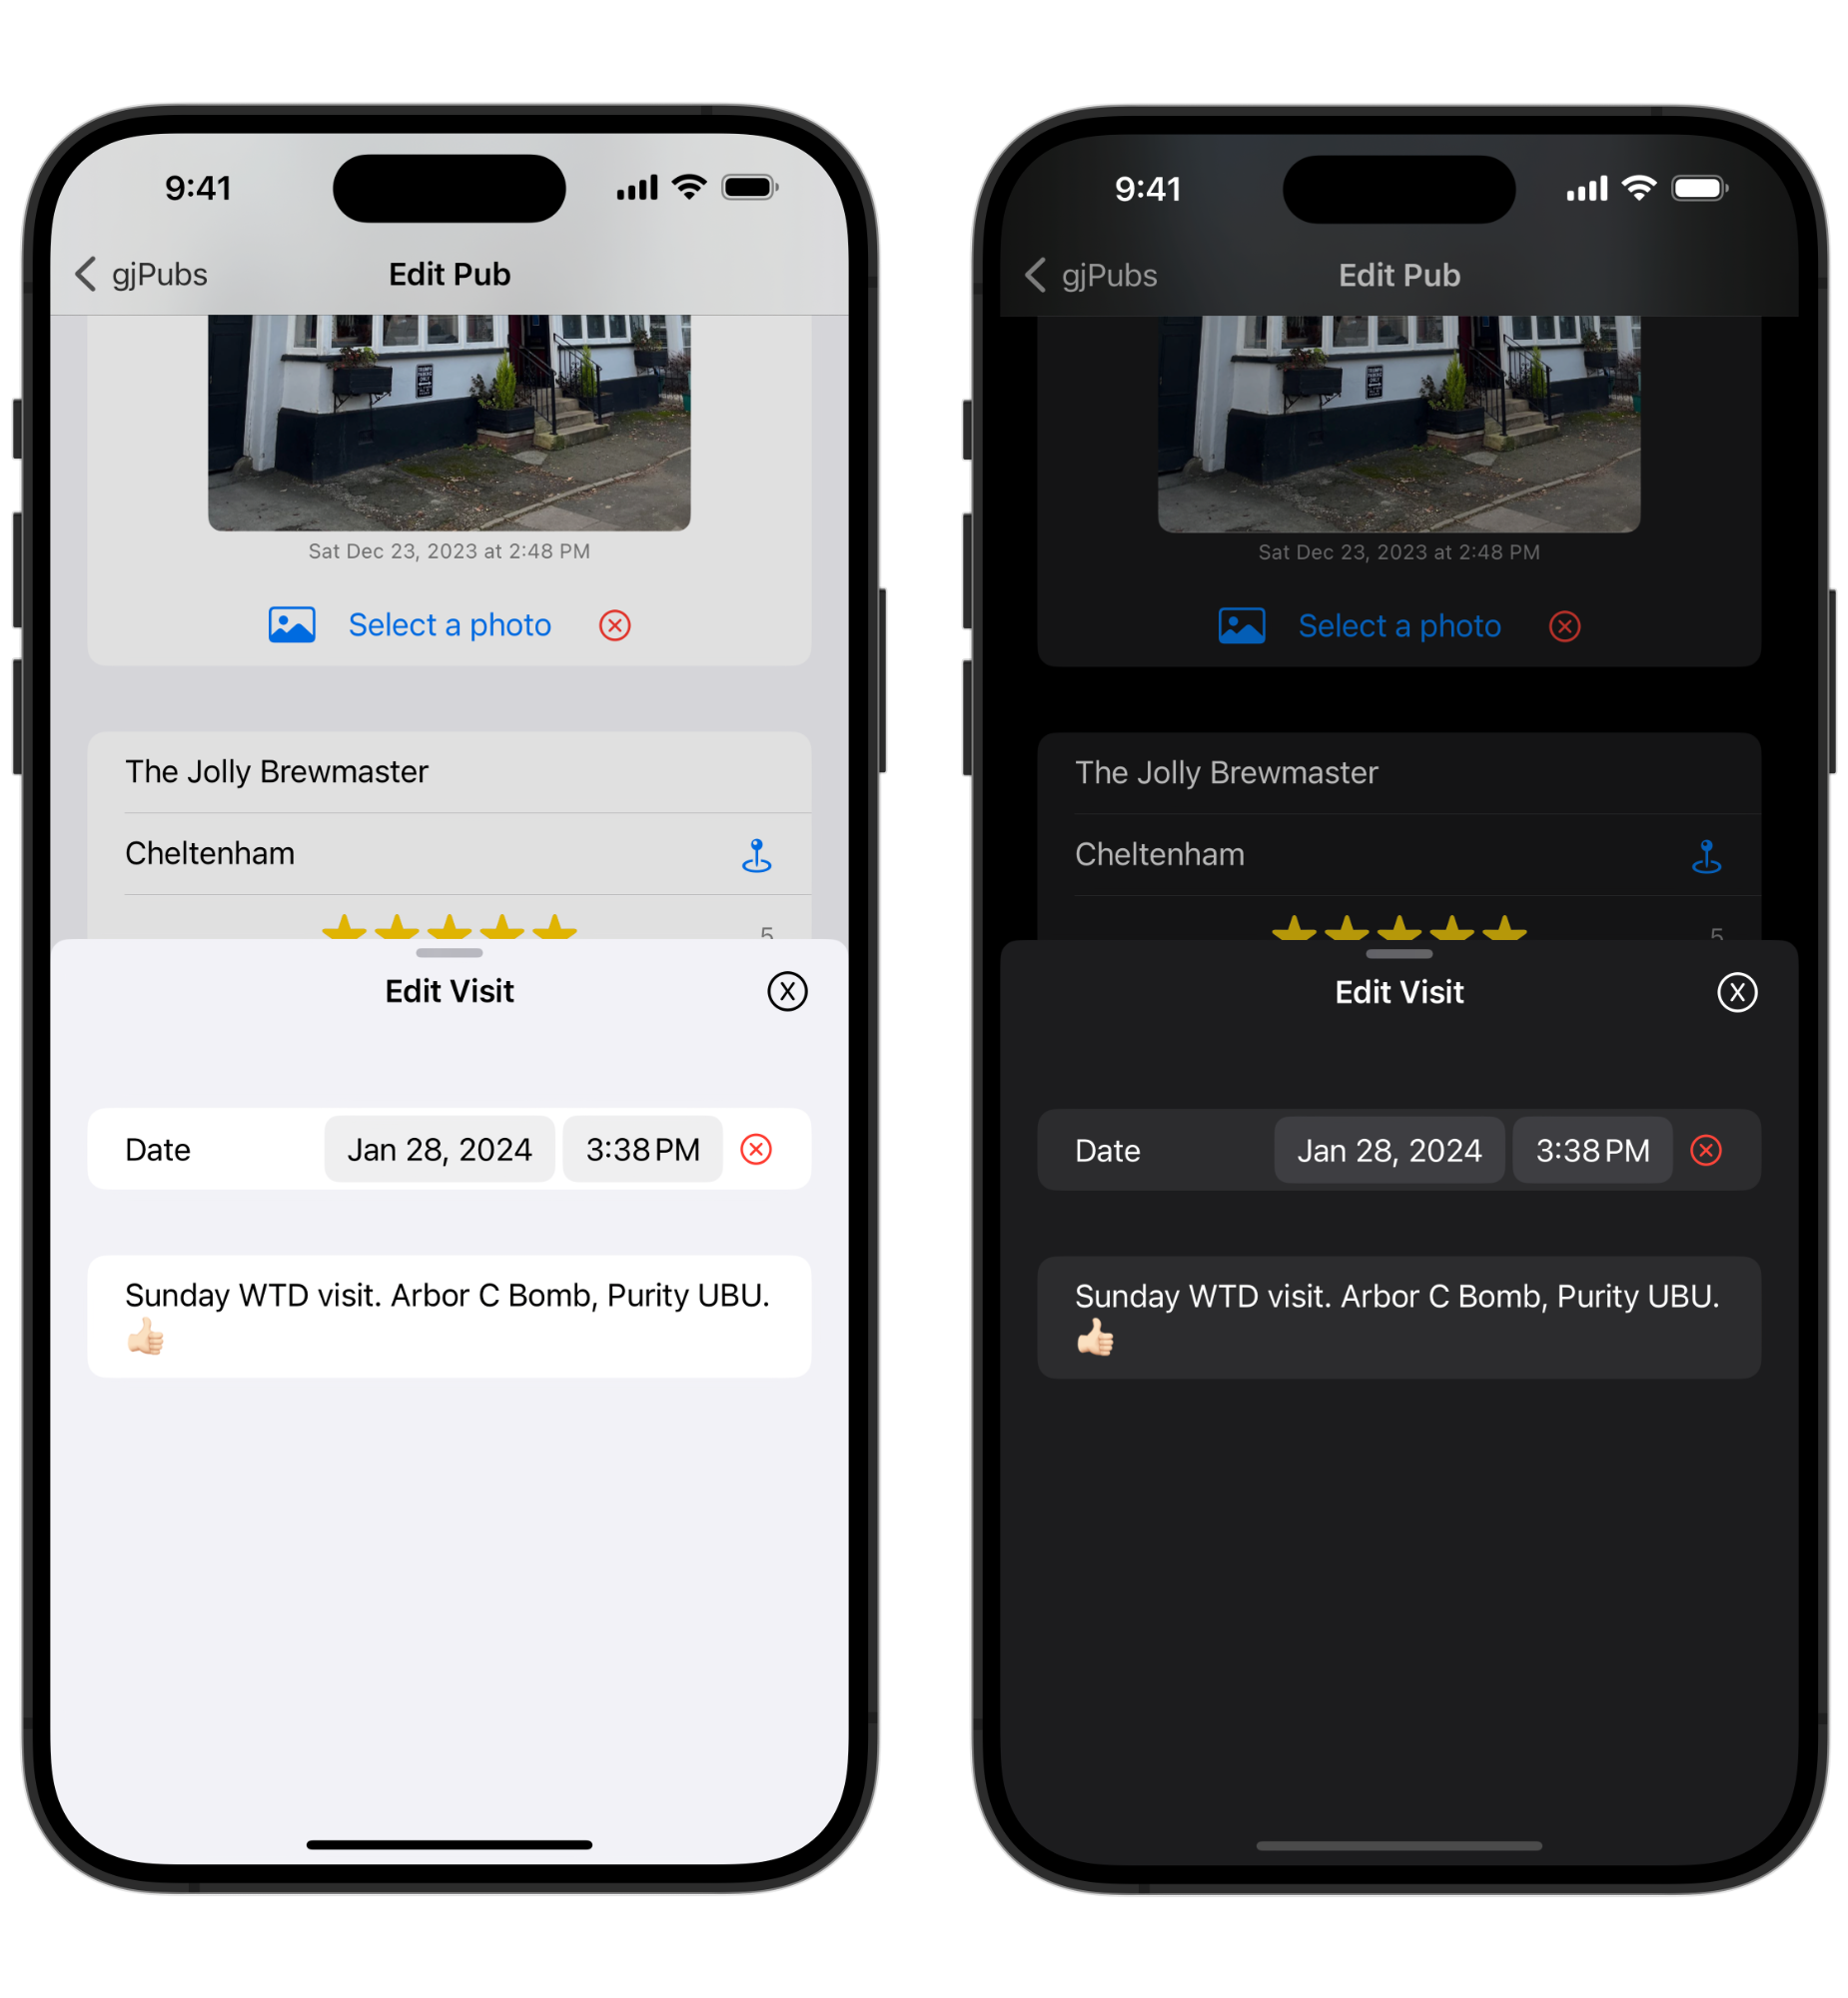 9:41
gjPubs
Edit Pub
Sat Dec 23, 2023 at 2:48 PM
Select a photo
The Jolly Brewmaster
Cheltenham
5
Edit Visit
X
Date Jan 28, 2024 3:38 PM
Sunday WTD visit. Arbor C Bomb, Purity UBU.
👍🏻
9:41
gjPubs
Edit Pub
Sat Dec 23, 2023 at 2:48 PM
Select a photo
The Jolly Brewmaster
Cheltenham
5
Edit Visit
X
Date Jan 28, 2024 3:38 PM
Sunday WTD visit. Arbor C Bomb, Purity UBU.
👍🏻